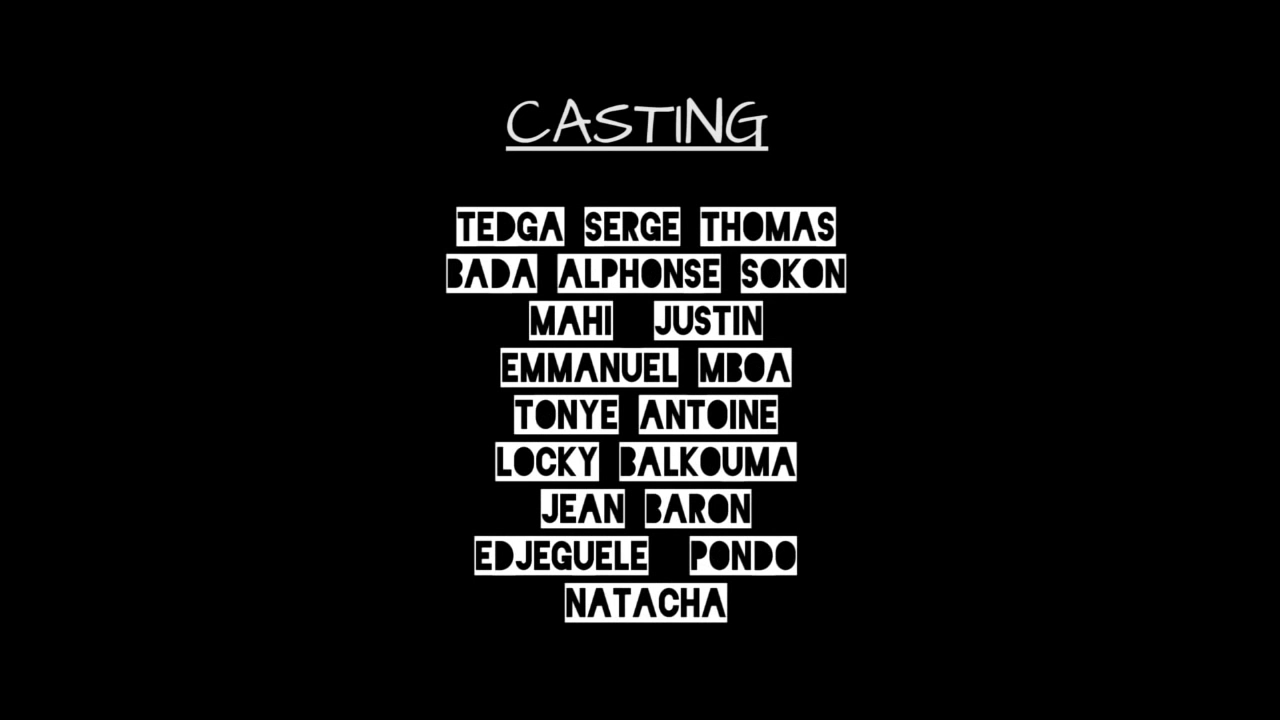 CASTING
TEDGA SERGE THOMAS
BADA ALPHONSE SOKON
MAHI JUSTIN
EMMANUEL MBOA
TONYE ANTOINE
LOCKY BALKOUMA
JEAN BARON
EDJEGUELE PONDO
NATACHA